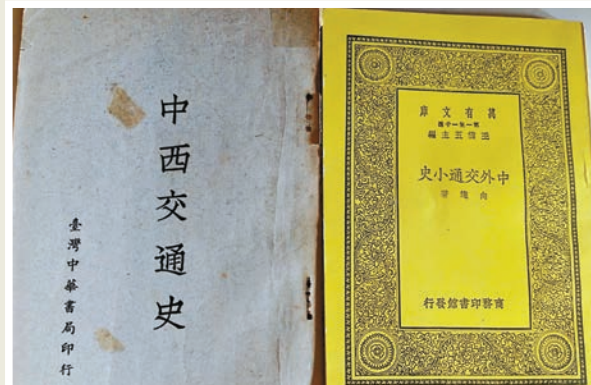 中西交通史
臺灣中華書局印行
萬有文庫
第一集一千種
王雲五主編
中外交通小史
向達著
商務印書館發行